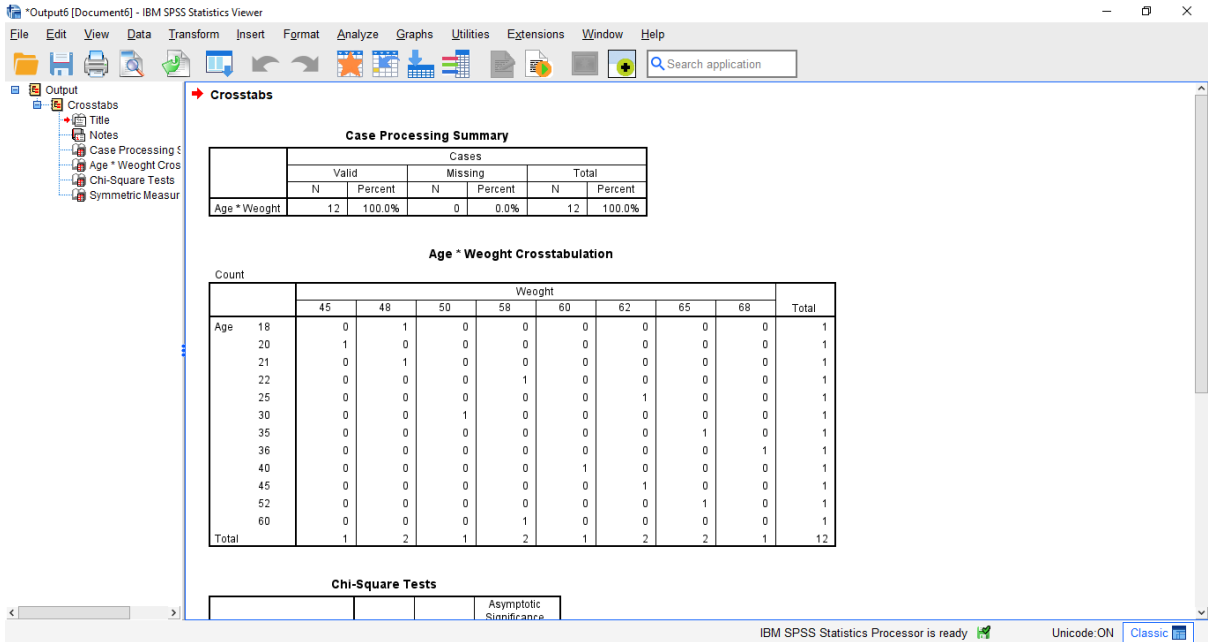 *Output6 [Document6] - IBM SPSS Statistics Viewer
File Edit View Data Transform Insert Format Analyze Graphs Utilities Extensions Window Help
Search application
Output
Crosstabs
Title
Notes
Case Processing S
Age * Weoght Cros
Chi-Square Tests
Symmetric Measur
Crosstabs
Case Processing Summary
Cases
Valid Missing Total
N Percent N Percent N Percent
Age * Weoght 12 100.0% 0 0.0% 12 100.0%
Age * Weoght Crosstabulation
Count
Weoght
45 48 50 58 60 62 65 68 Total
Age 18 0 1 0 0 0 0 0 0 1
20 1 0 0 0 0 0 0 0 1
21 0 1 0 0 0 0 0 0 1
22 0 0 0 1 0 0 0 0 1
25 0 0 0 0 0 1 0 0 1
30 0 0 1 0 0 0 0 0 1
35 0 0 0 0 0 0 1 0 1
36 0 0 0 0 0 0 0 1 1
40 0 0 0 0 1 0 0 0 1
45 0 0 0 0 0 1 0 0 1
52 0 0 0 0 0 0 1 0 1
60 0 0 0 1 0 0 0 0 1
Total 1 2 1 2 1 2 2 1 12
Chi-Square Tests
Asymptotic
Significance
IBM SPSS Statistics Processor is ready Unicode:ON Classic